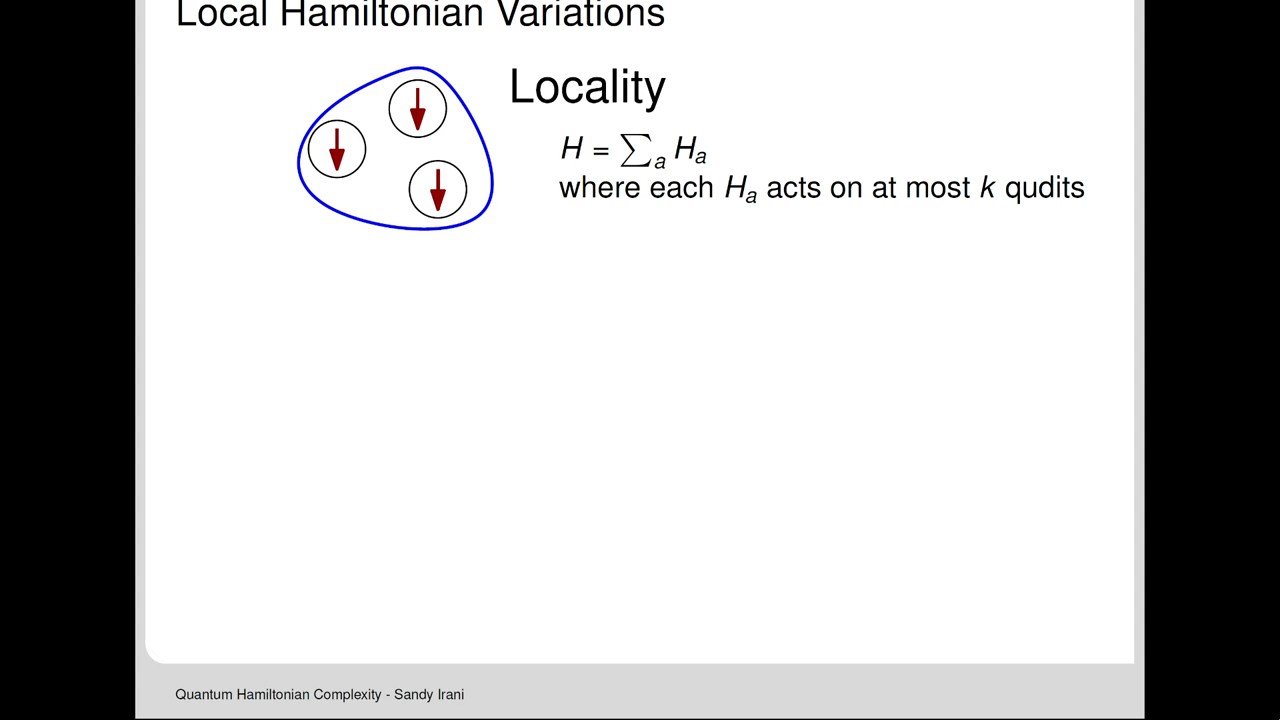 Local Hamiltonian Variations
Locality
H = ∑a Ha
where each Ha acts on at most k qudits
Quantum Hamiltonian Complexity - Sandy Irani